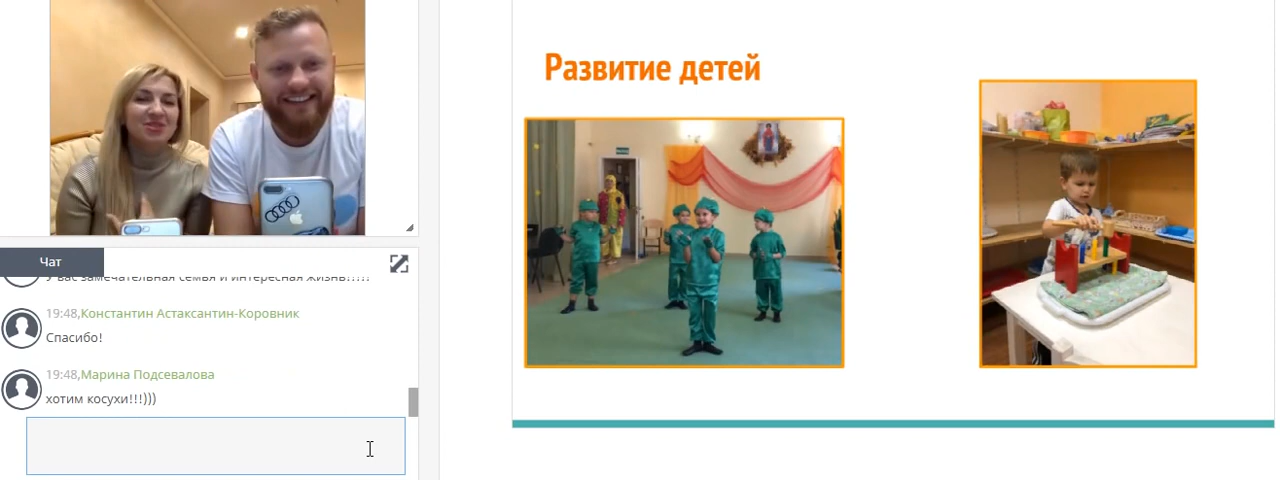 Развитие детей
Чат
У вас замечательная семья и интересная жизнь!!!!!
19:48,Константин Астаксантин-Коровник
Спасибо!
19:48,Марина Подсевалова
хотим косухи!!!)))